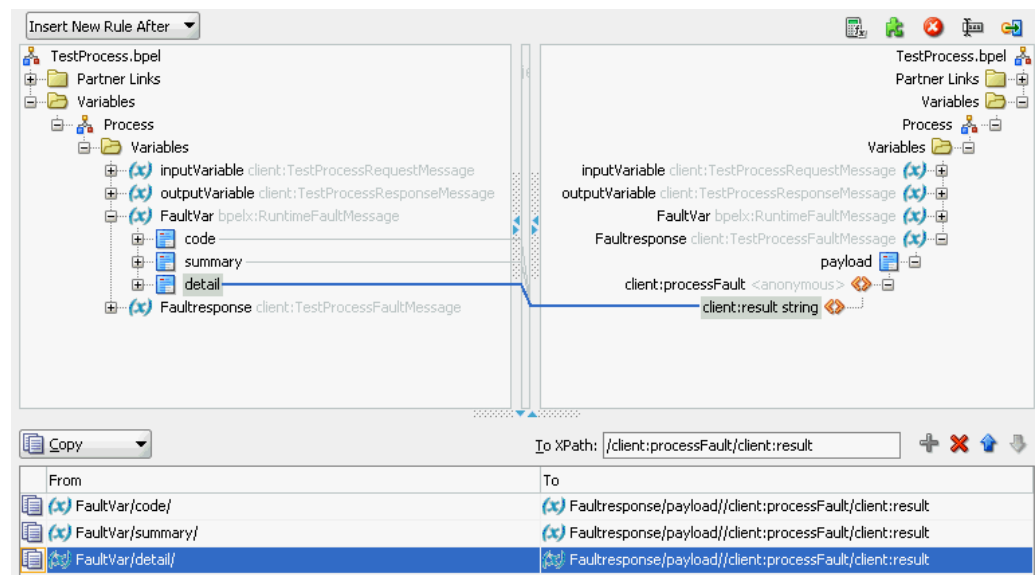 Insert New Rule After
TestProcess.bpel
Partner Links
Variables
Process
Variables
inputVariable client:TestProcessRequestMessage
outputVariable client:TestProcessResponseMessage
FaultVar bpelx:RuntimeFaultMessage
code
summary
detail
Faultresponse client:TestProcessFaultMessage
TestProcess.bpel
Partner Links
Variables
Process
Variables
inputVariable client:TestProcessRequestMessage
outputVariable client:TestProcessResponseMessage
FaultVar bpelx:RuntimeFaultMessage
Faultresponse client:TestProcessFaultMessage
payload
client:processFault <anonymous>
client:result string
Copy
To XPath: /client:processFault/client:result
From To
FaultVar/code/ Faultresponse/payload//client:processFault/client:result
FaultVar/summary/ Faultresponse/payload//client:processFault/client:result
FaultVar/detail/ Faultresponse/payload//client:processFault/client:result